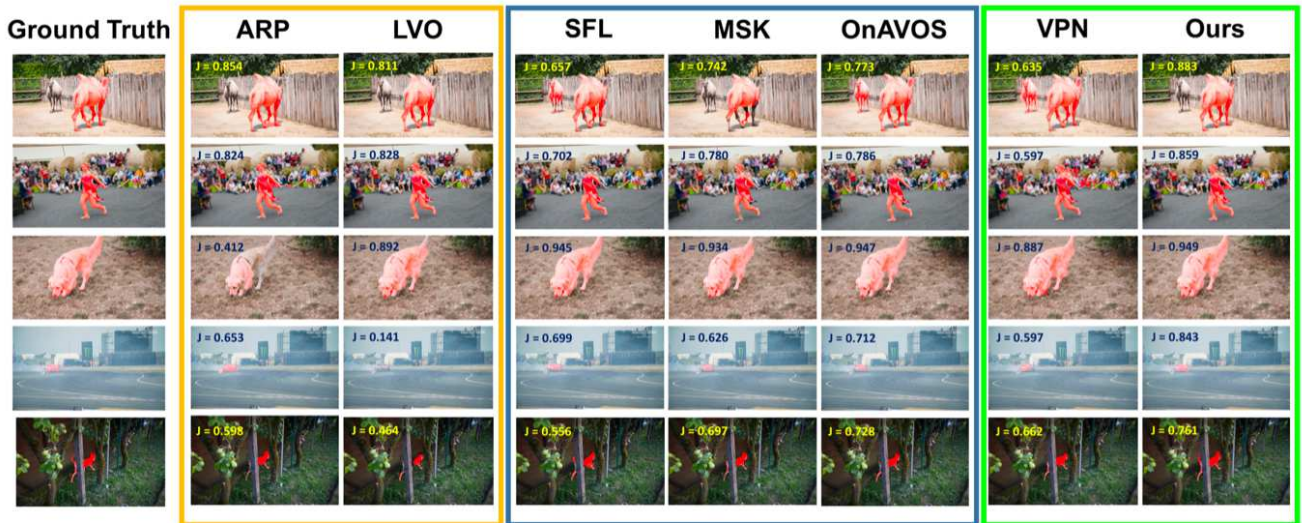 Ground Truth ARP LVO SFL MSK OnAVOS VPN Ours
J = 0.854 J = 0.811 J = 0.657 J = 0.742 J = 0.773 J = 0.635 J = 0.883
J = 0.824 J = 0.828 J = 0.702 J = 0.780 J = 0.786 J = 0.597 J = 0.859
J = 0.412 J = 0.892 J = 0.945 J = 0.934 J = 0.947 J = 0.887 J = 0.949
J = 0.653 J = 0.141 J = 0.699 J = 0.626 J = 0.712 J = 0.597 J = 0.843
J = 0.598 J = 0.464 J = 0.556 J = 0.697 J = 0.728 J = 0.662 J = 0.761